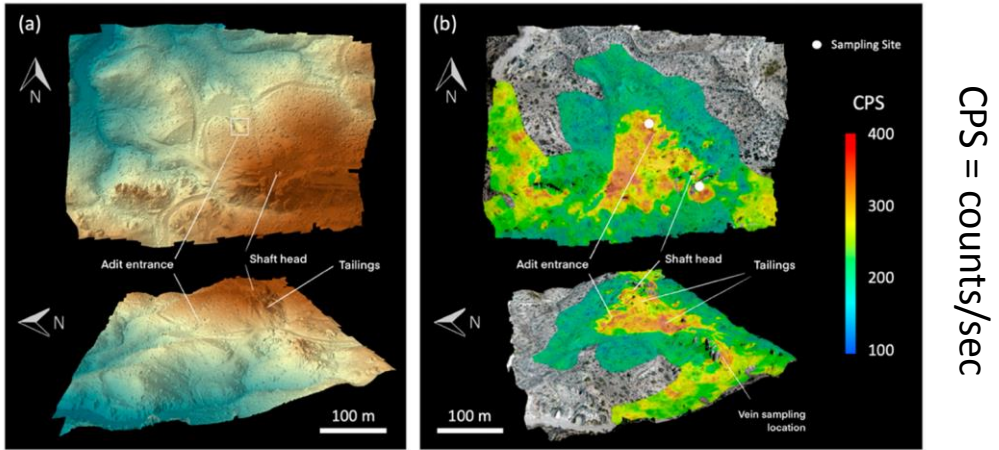 (a)
N
Adit entrance
Shaft head
Tailings
N
100 m
(b)
N
Sampling Site
CPS
400
300
200
100
Adit entrance
Shaft head
Tailings
N
100 m
Vein sampling
location
CPS = counts/sec